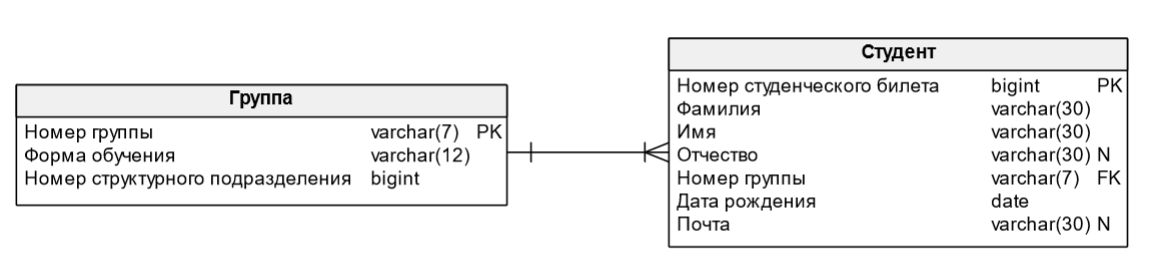 Группа
Номер группы varchar(7) PK
Форма обучения varchar(12)
Номер структурного подразделения bigint
Студент
Номер студенческого билета bigint PK
Фамилия varchar(30)
Имя varchar(30)
Отчество varchar(30) N
Номер группы varchar(7) FK
Дата рождения date
Почта varchar(30) N